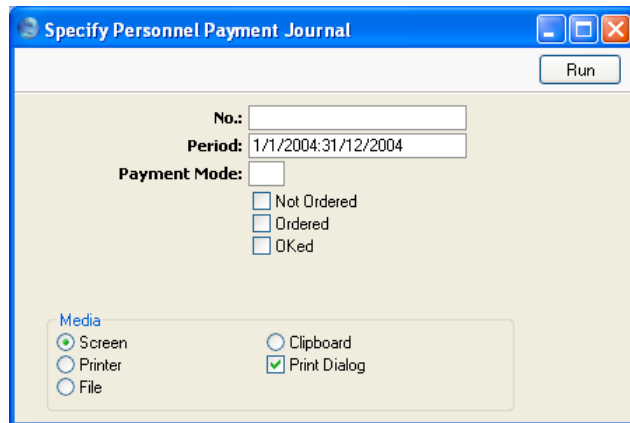 Specify Personnel Payment Journal
Run
No.:
Period: 1/1/2004:31/12/2004
Payment Mode:
Not Ordered
Ordered
OKed
Media
Screen
Clipboard
Printer
Print Dialog
File